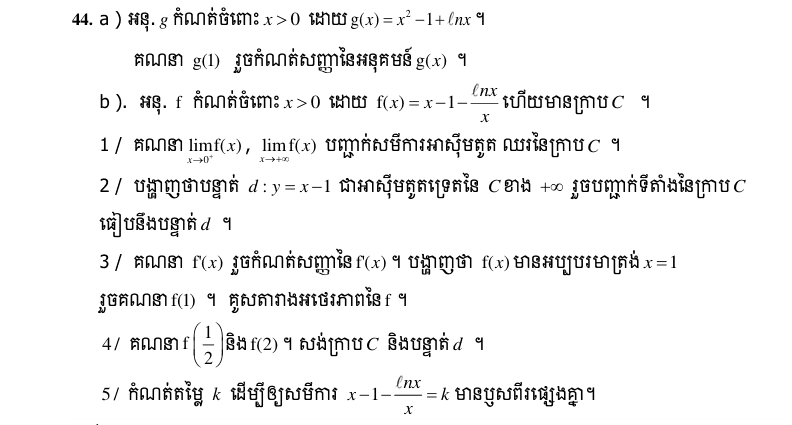 44. a ) អនុ. g កំណត់ចំពោះ x > 0 ដោយ g(x) = x² −1+ ℓnx ។
គណនា g(1) រួចកំណត់សញ្ញានៃអនុគមន៍ g(x) ។
b ). អនុ. f កំណត់ចំពោះ x > 0 ដោយ f(x) = x −1− ℓnx/x ហើយមានក្រាប C ។
1 / គណនា lim f(x) x→0⁺ , lim f(x) x→+∞ បញ្ជាក់សមីការអាស៊ីមតូត ឈរនៃក្រាប C ។
2 / បង្ហាញថាបន្ទាត់ d : y = x −1 ជាអាស៊ីមតូតទ្រេតនៃ C ខាង +∞ រួចបញ្ជាក់ទីតាំងនៃក្រាប C
ធៀបនឹងបន្ទាត់ d ។
3 / គណនា f'(x) រួចកំណត់សញ្ញានៃ f'(x) ។ បង្ហាញថា f(x) មានអប្បបរមាត្រង់ x = 1
រួចគណនា f(1) ។ គូសតារាងអថេរភាពនៃ f ។
4 / គណនា f(1/2) និង f(2) ។ សង់ក្រាប C និងបន្ទាត់ d ។
5 / កំណត់តម្លៃ k ដើម្បីឲ្យសមីការ x −1− ℓnx/x = k មានឫសពីរផ្សេងគ្នា។